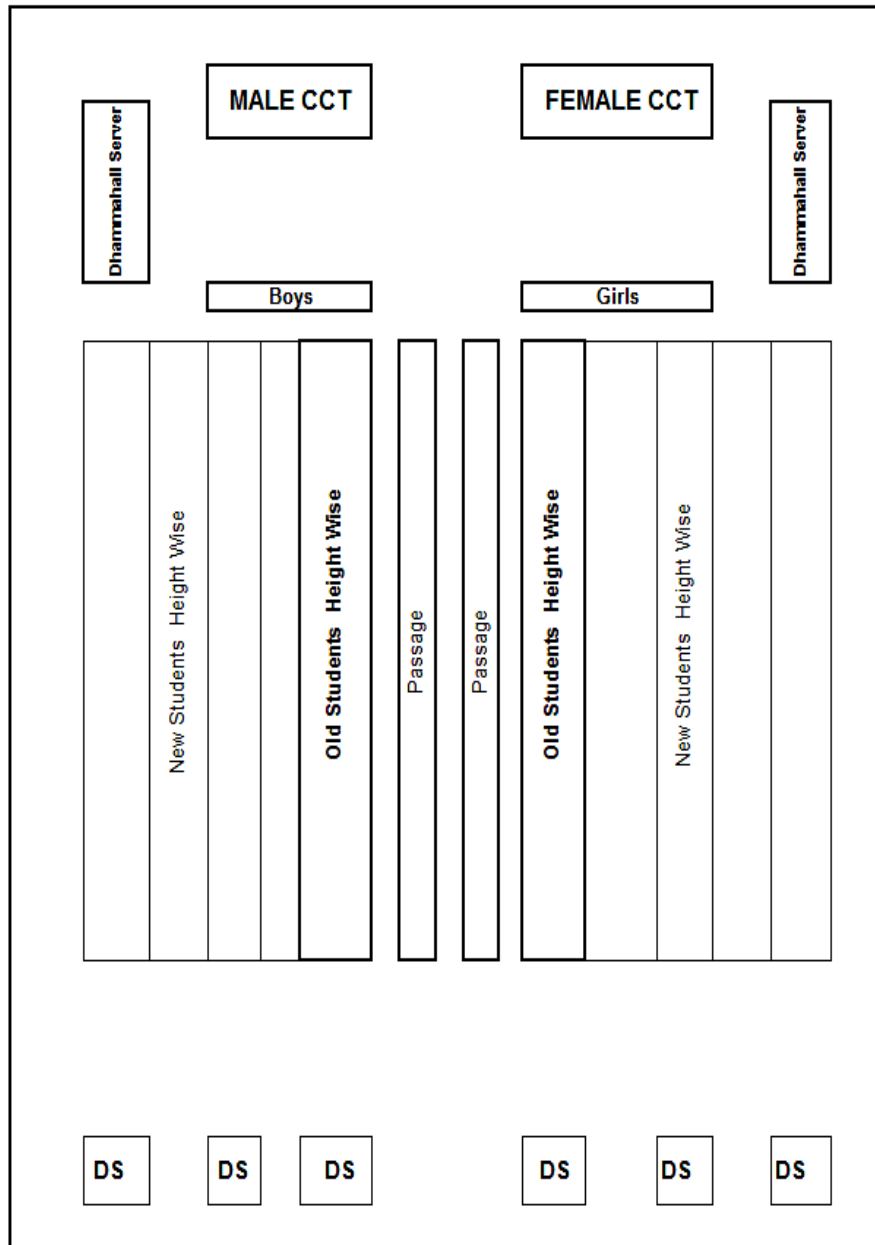 MALE CCT
FEMALE CCT
Dhammahall Server
Dhammahall Server
Boys
Girls
New Students Height Wise
Old Students Height Wise
Passage
Passage
Old Students Height Wise
New Students Height Wise
DS
DS
DS
DS
DS
DS